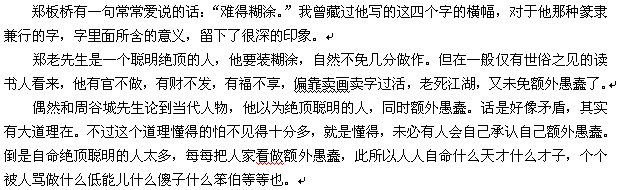 郑板桥有一句常常爱说的话：“难得糊涂。”我曾藏过他写的这四个字的横幅，对于他那种篆隶
兼行的字，字里面所含的意义，留下了很深的印象。
郑老先生是一个聪明绝顶的人，他要装糊涂，自然不免几分做作。但在一般仅有世俗之见的读
书人看来，他有官不做，有财不发，有福不享，偏靠卖画卖字过活，老死江湖，又未免额外愚蠢了。
偶然和周谷城先生论到当代人物，他以为绝顶聪明的人，同时额外愚蠢。话是好像矛盾，其实
有大道理在。不过这个道理懂得的怕不见得十分多，就是懂得，未必有人会自己承认自己额外愚蠢。
倒是自命绝顶聪明的人太多，每每把人家看做额外愚蠢，此所以人人自命什么天才什么才子，个个
被人骂做什么低能儿什么傻子什么笨伯等等也。